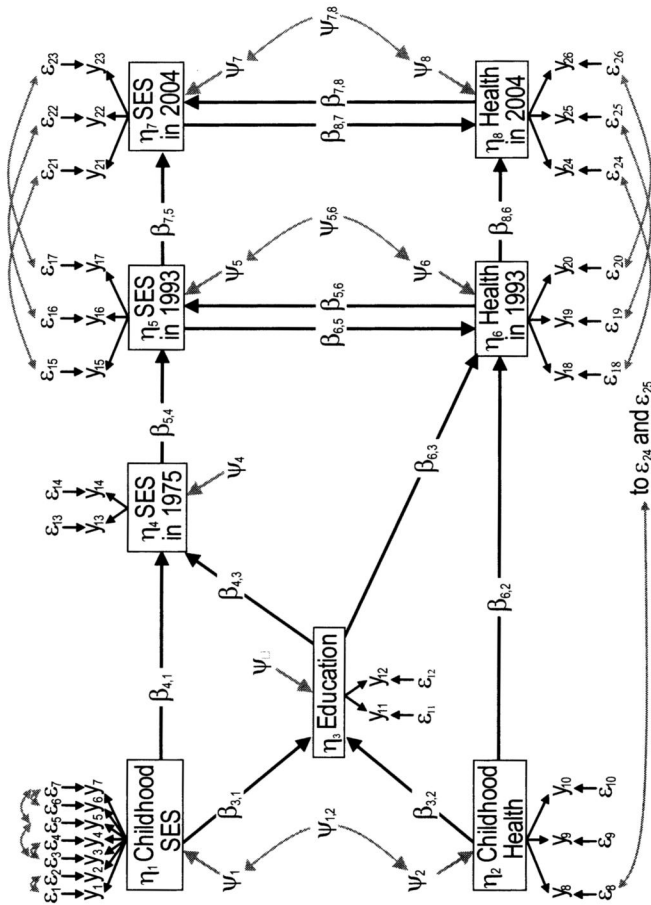 ε1 ε2 ε3 ε4 ε5 ε6 ε7
y1 y2 y3 y4 y5 y6 y7
η1 Childhood
SES
ψ1
ψ1,2
ψ2
η2 Childhood
Health
y8 y9 y10
ε8 ε9 ε10
β4,1
β3,1
β3,2
β6,2
η3 Education
y11 y12
ε11 ε12
β4,3
β6,3
ε13 ε14
y13 y14
η4 SES
in 1975
ψ4
β5,4
ε15 ε16 ε17
y15 y16 y17
η5 SES
in 1993
ψ5
ψ5,6
ψ6
β6,5 β5,6
η6 Health
in 1993
y18 y19 y20
ε18 ε19 ε20
β7,5
β8,6
ε21 ε22 ε23
y21 y22 y23
η7 SES
in 2004
ψ7
ψ7,8
ψ8
β8,7 β7,8
η8 Health
in 2004
y24 y25 y26
ε24 ε25 ε26
to ε24 and ε25